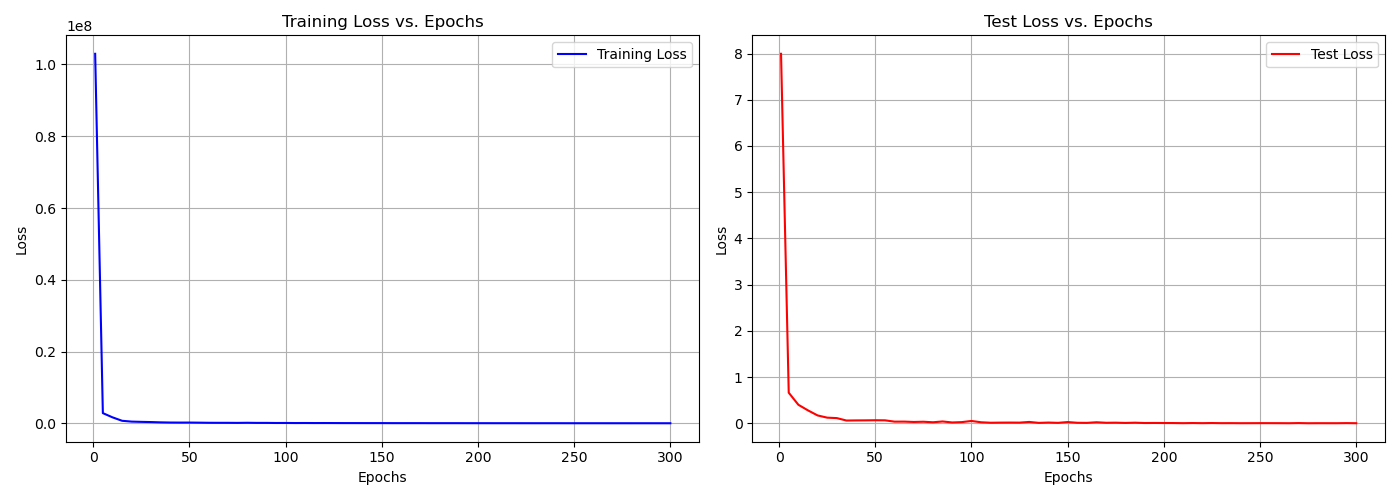 Training Loss vs. Epochs
1e8
Training Loss
1.0
0.8
0.6
0.4
0.2
0.0
Loss
0 50 100 150 200 250 300
Epochs
Test Loss vs. Epochs
Test Loss
8
7
6
5
4
3
2
1
0
Loss
0 50 100 150 200 250 300
Epochs